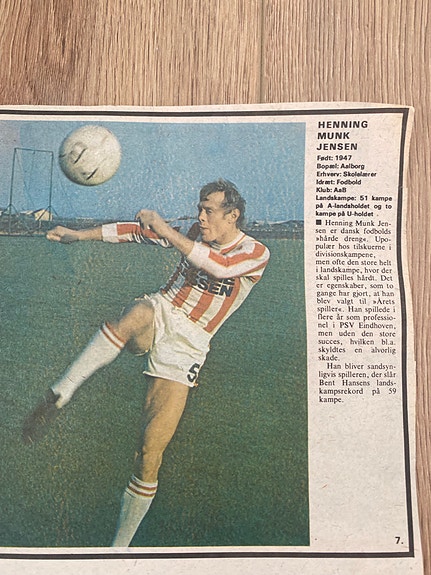 HENNING
MUNK
JENSEN
Født: 1947
Bopæl: Aalborg
Erhverv: Skolelærer
Idræt: Fodbold
Klub: AaB
Landskampe: 51 kampe
på A-landsholdet og to
kampe på U-holdet .
■ Henning Munk Jen-
sen er dansk fodbolds
»hårde dreng«. Upo-
pulær hos tilskuerne i
divisionskampene,
men ofte den store helt
i landskampe, hvor der
skal spilles hårdt. Det
er egenskaber, som to
gange har gjort, at han
blev valgt til »Årets
spiller«. Han spillede i
flere år som professio-
nel i PSV Eindhoven,
men uden den store
succes, hvilken bl.a.
skyldtes en alvorlig
skade.
Han bliver sandsyn-
ligvis spilleren, der slår
Bent Hansens lands-
kampsrekord på 59
kampe.
SEN
5
7.